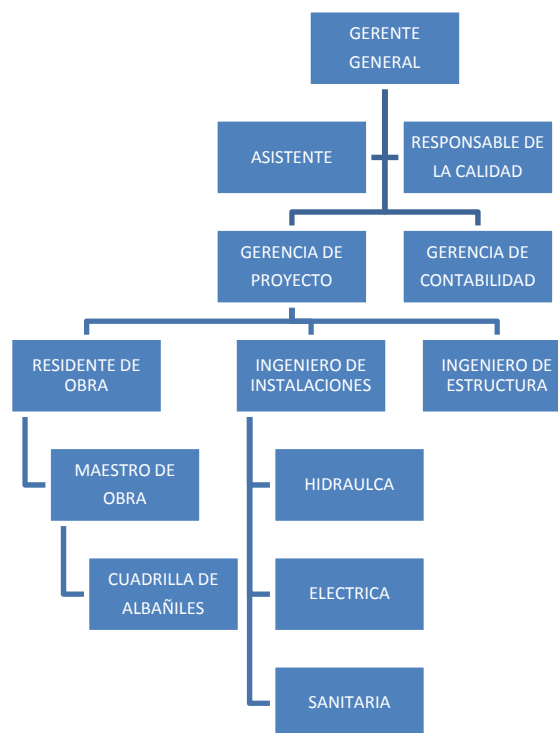 GERENTE
GENERAL
ASISTENTE
RESPONSABLE DE
LA CALIDAD
GERENCIA DE
PROYECTO
GERENCIA DE
CONTABILIDAD
RESIDENTE DE
OBRA
INGENIERO DE
INSTALACIONES
INGENIERO DE
ESTRUCTURA
MAESTRO DE
OBRA
HIDRAULCA
CUADRILLA DE
ALBAÑILES
ELECTRICA
SANITARIA